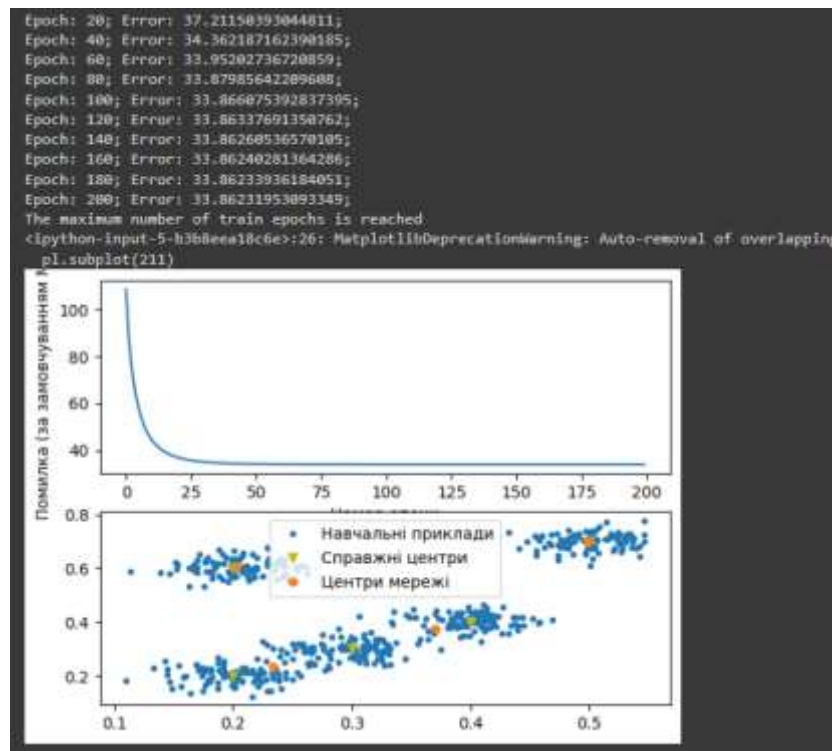 Epoch: 20; Error: 37.21150393044811;
Epoch: 40; Error: 34.362187162390185;
Epoch: 60; Error: 33.95202736720859;
Epoch: 80; Error: 33.87985642209608;
Epoch: 100; Error: 33.866075392837395;
Epoch: 120; Error: 33.86337691350762;
Epoch: 140; Error: 33.86260536570105;
Epoch: 160; Error: 33.86240281364286;
Epoch: 180; Error: 33.86233936184051;
Epoch: 200; Error: 33.86231953093349;
The maximum number of train epochs is reached
<ipython-input-5-b3b8eea18c6e>:26: MatplotlibDeprecationWarning: Auto-removal of overlapping
pl.subplot(211)
Помилка (за замовчуванням
100
80
60
40
0 25 50 75 100 125 150 175 200
0.8
0.6
0.4
0.2
Навчальні приклади
Справжні центри
Центри мережі
0.1 0.2 0.3 0.4 0.5